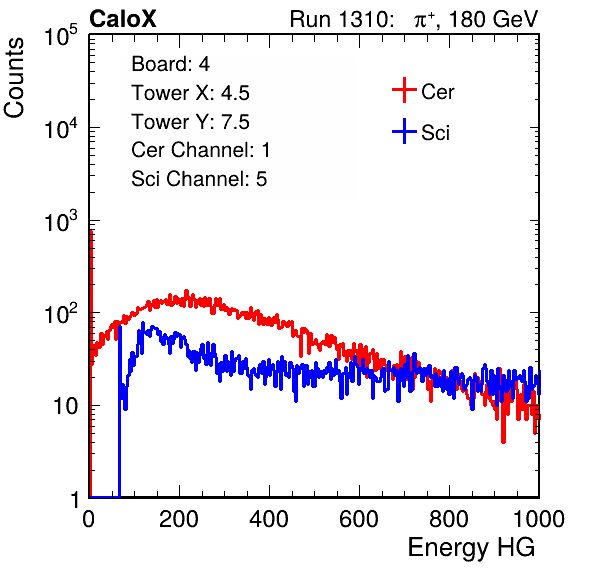 CaloX Run 1310: π⁺, 180 GeV
Counts
10⁵
10⁴
10³
10²
10
1
Board: 4
Tower X: 4.5
Tower Y: 7.5
Cer Channel: 1
Sci Channel: 5
Cer
Sci
0 200 400 600 800 1000
Energy HG